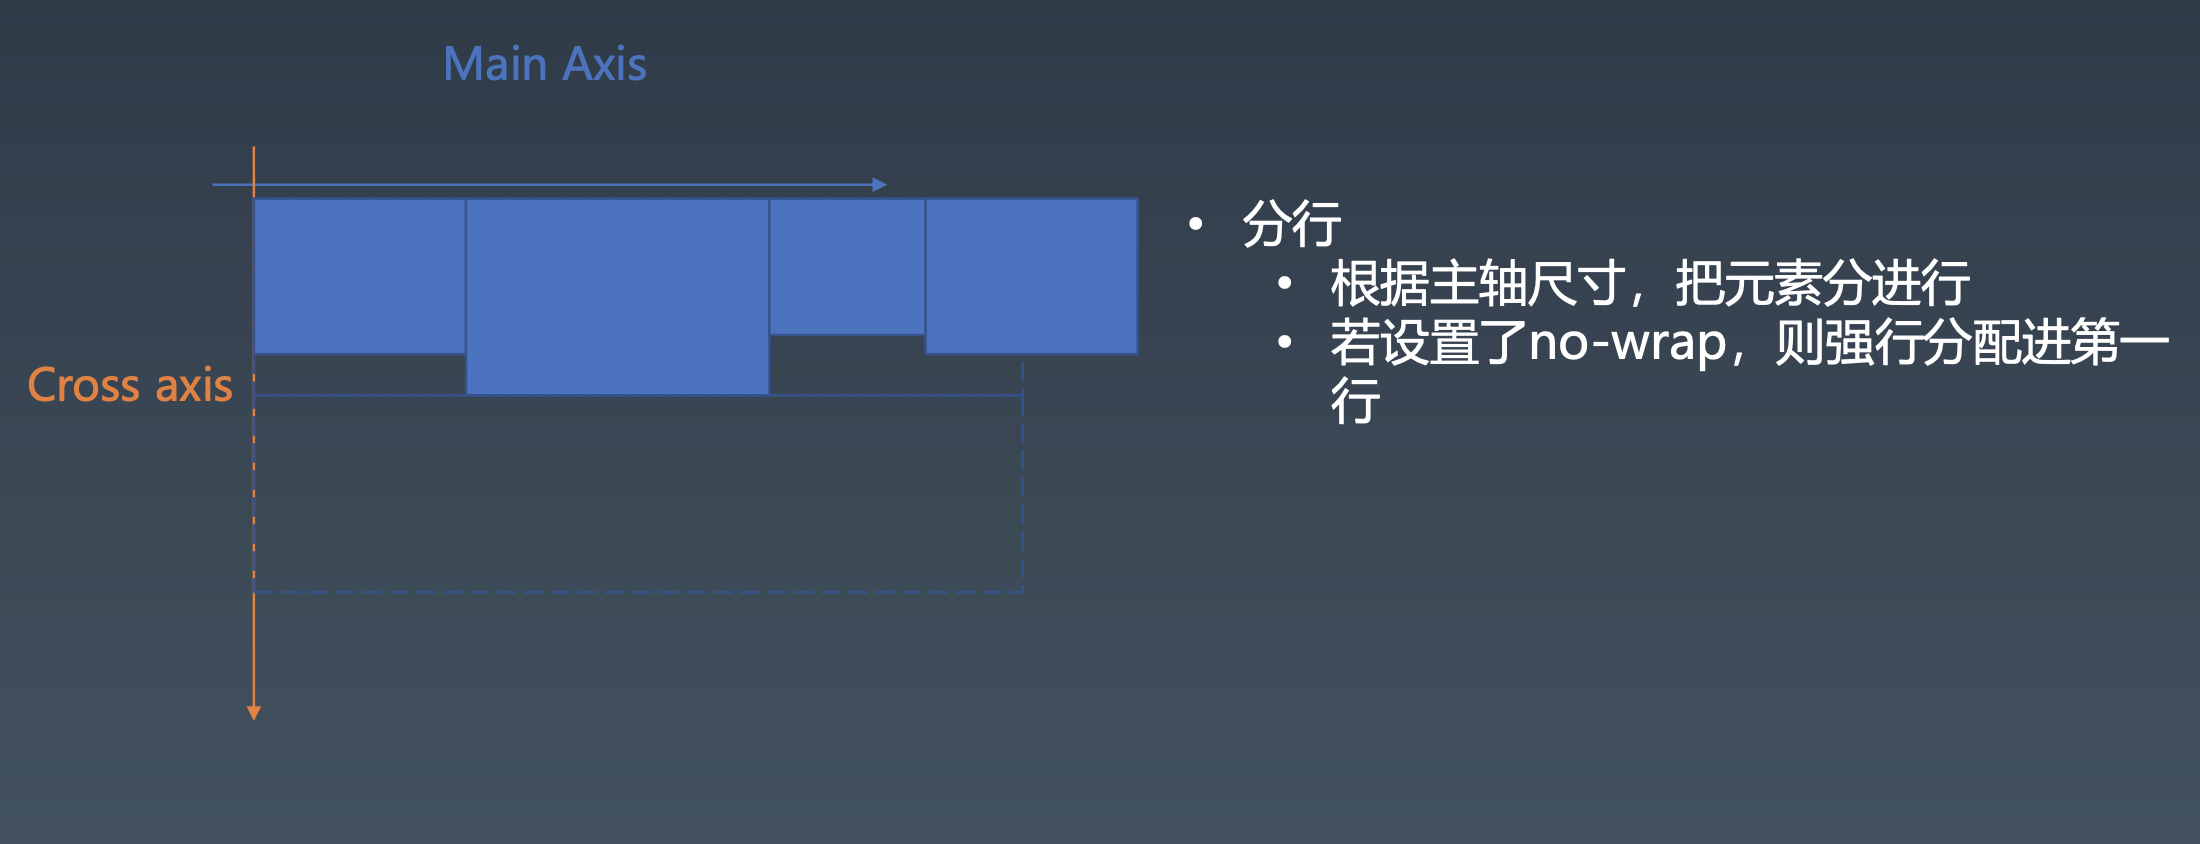 Main Axis
Cross axis
分行
根据主轴尺寸，把元素分进行
若设置了no-wrap，则强行分配进第一
行